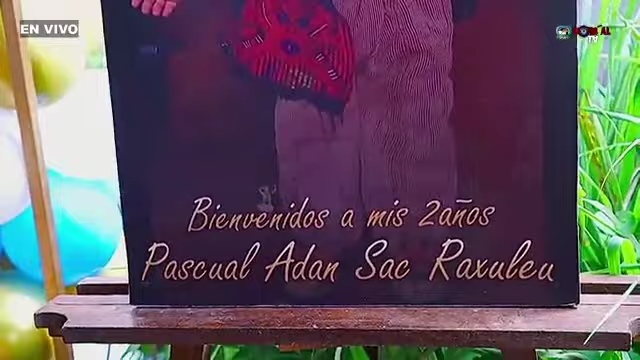 EN VIVO
Bienvenidos a mis 2años
Pascual Adan Sac Raxuleu